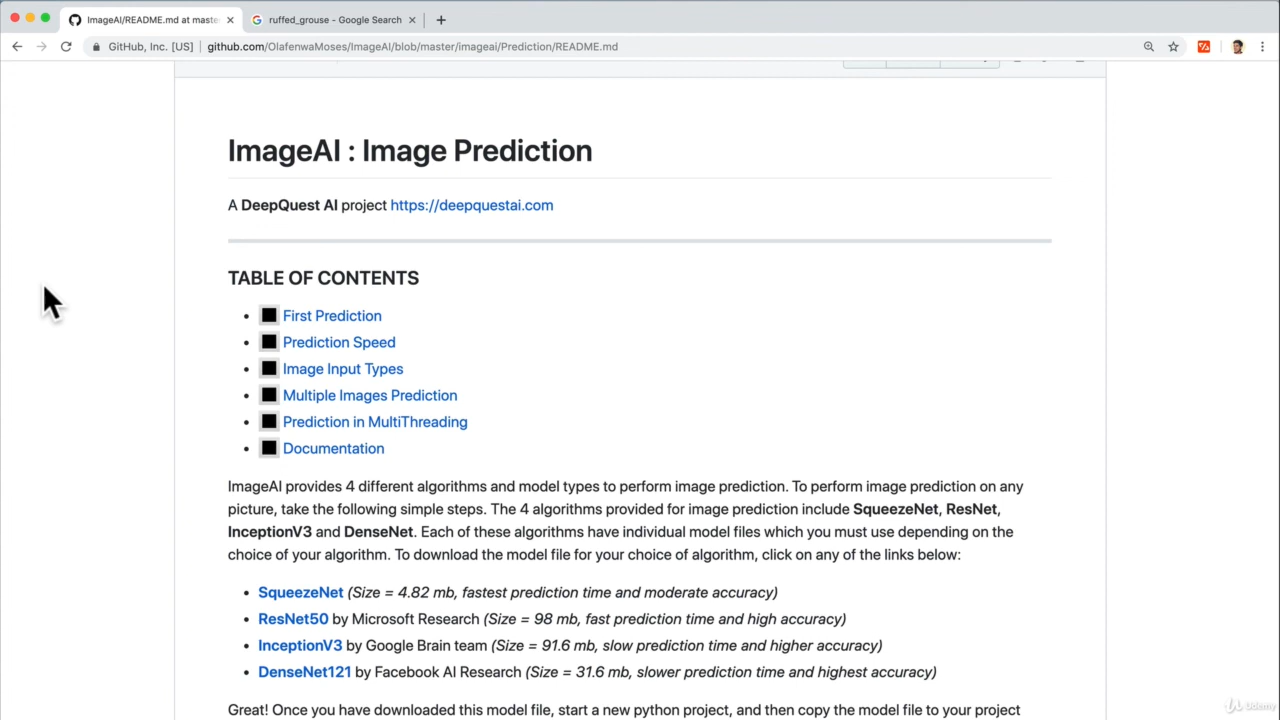 ImageAI/README.md at maste
ruffed_grouse - Google Search
GitHub, Inc. [US] | github.com/OlafenwaMoses/ImageAI/blob/master/imageai/Prediction/README.md
ImageAI : Image Prediction
A DeepQuest AI project https://deepquestai.com
TABLE OF CONTENTS
First Prediction
Prediction Speed
Image Input Types
Multiple Images Prediction
Prediction in MultiThreading
Documentation
ImageAI provides 4 different algorithms and model types to perform image prediction. To perform image prediction on any
picture, take the following simple steps. The 4 algorithms provided for image prediction include SqueezeNet, ResNet,
InceptionV3 and DenseNet. Each of these algorithms have individual model files which you must use depending on the
choice of your algorithm. To download the model file for your choice of algorithm, click on any of the links below:
SqueezeNet (Size = 4.82 mb, fastest prediction time and moderate accuracy)
ResNet50 by Microsoft Research (Size = 98 mb, fast prediction time and high accuracy)
InceptionV3 by Google Brain team (Size = 91.6 mb, slow prediction time and higher accuracy)
DenseNet121 by Facebook AI Research (Size = 31.6 mb, slower prediction time and highest accuracy)
Great! Once you have downloaded this model file, start a new python project, and then copy the model file to your project
Udemy